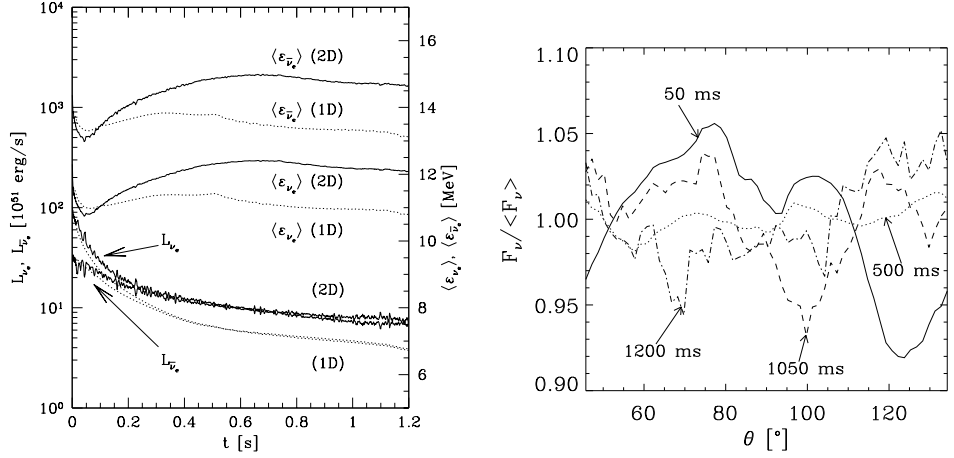 10⁵¹ erg/s
L_νₑ, L_ν̄ₑ [10⁵¹ erg/s]
10⁴
10³
10²
10¹
10⁰
⟨ε_ν̄ₑ⟩ (2D)
⟨ε_ν̄ₑ⟩ (1D)
⟨ε_νₑ⟩ (2D)
⟨ε_νₑ⟩ (1D)
L_νₑ
(2D)
L_ν̄ₑ
(1D)
16
14
12
10
8
6
⟨ε_νₑ⟩, ⟨ε_ν̄ₑ⟩ [MeV]
0 0.2 0.4 0.6 0.8 1.0 1.2
t [s]
F_ν/<F_ν>
1.10
1.05
1.00
0.95
0.90
50 ms
500 ms
1200 ms
1050 ms
60 80 100 120
θ [°]